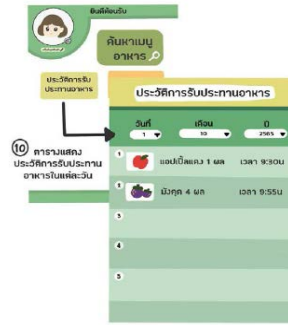 ยินดีต้อนรับ
ค้นหาเมนู
อาหาร
ประวัติการรับ
ประทานอาหาร
ประวัติการรับประทานอาหาร
วันที่ เดือน ปี
1 10 2565
10 ตารางแสดง
ประวัติการรับประทาน
อาหารในแต่ละวัน
1 แอปเปิ้ลแดง 1 ผล เวลา 9:30น
2 มังคุด 4 ผล เวลา 9:55น
3
4
5